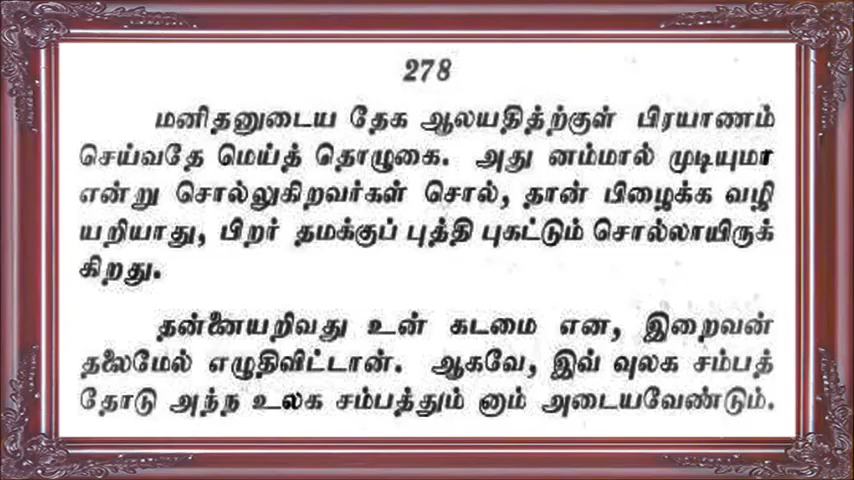 278
மனிதனுடைய தேக ஆலயதித்ற்குள் பிரயாணம்
செய்வதே மெய்த் தொழுகை. அது னம்மால் முடியுமா
என்று சொல்லுகிறவர்கள் சொல், தான் பிழைக்க வழி
யறியாது, பிறர் தமக்குப் புத்தி புகட்டும் சொல்லாயிருக்
கிறது.
தன்னையறிவது உன் கடமை என, இறைவன்
தலைமேல் எழுதிவிட்டான். ஆகவே, இவ் வுலக சம்பத்
தோடு அந்ந உலக சம்பத்தும் னும் அடையவேண்டும்.